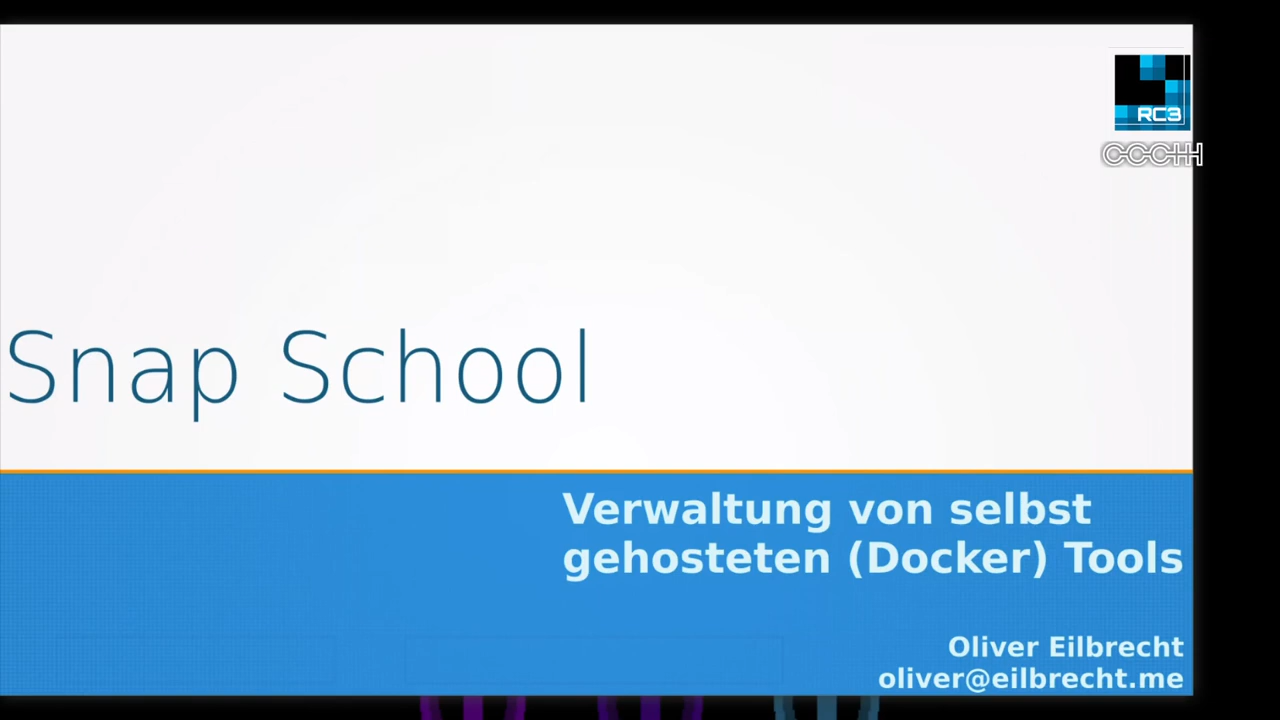 RC3
CCCHH
Snap School
Verwaltung von selbst
gehosteten (Docker) Tools
Oliver Eilbrecht
oliver@eilbrecht.me